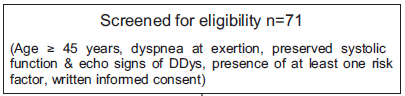 Screened for eligibility n=71
(Age ≥ 45 years, dyspnea at exertion, preserved systolic
function & echo signs of DDys, presence of at least one risk
factor, written informed consent)